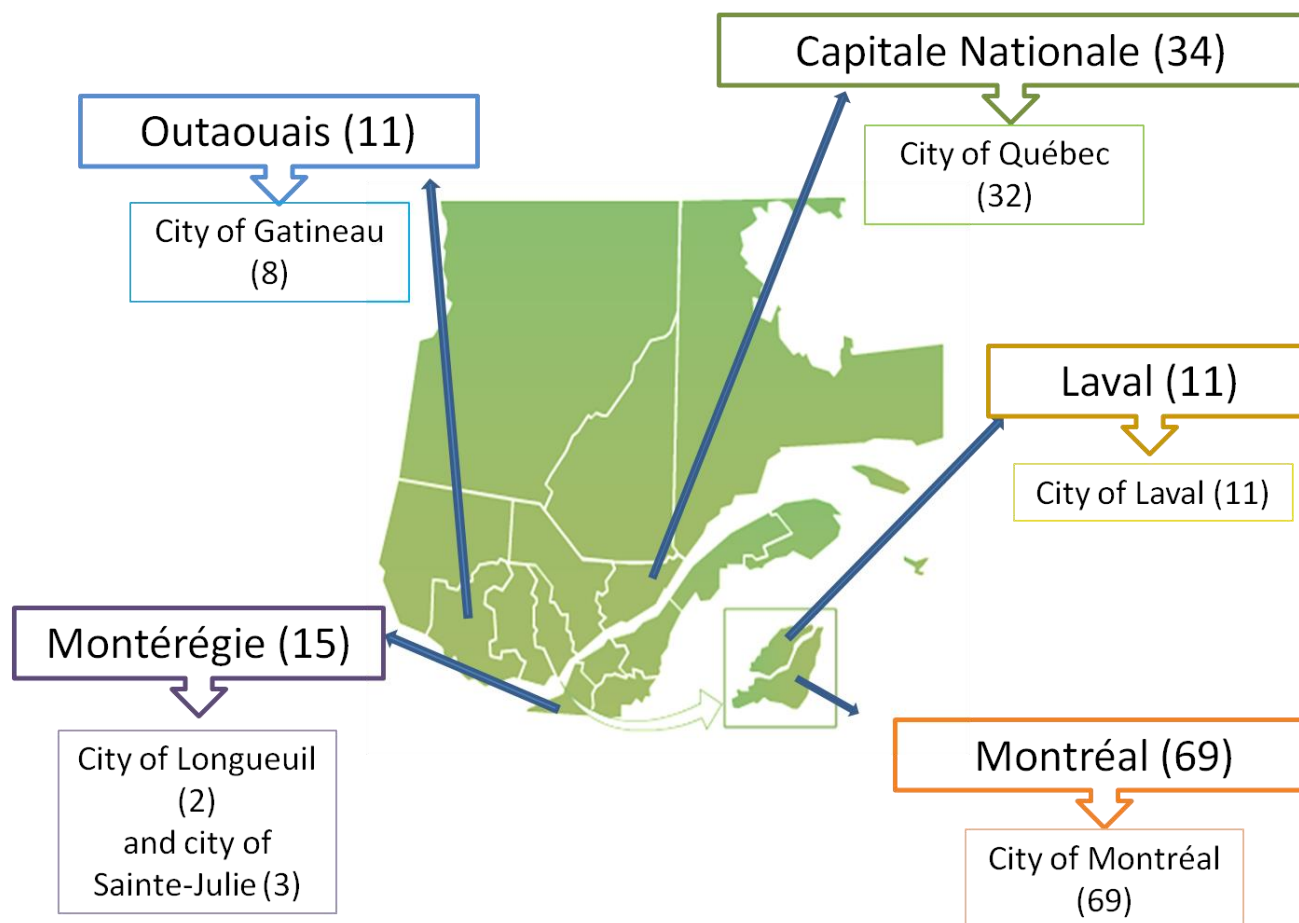 Capitale Nationale (34)
City of Québec
(32)
Outaouais (11)
City of Gatineau
(8)
Laval (11)
City of Laval (11)
Montérégie (15)
City of Longueuil
(2)
and city of
Sainte-Julie (3)
Montréal (69)
City of Montréal
(69)